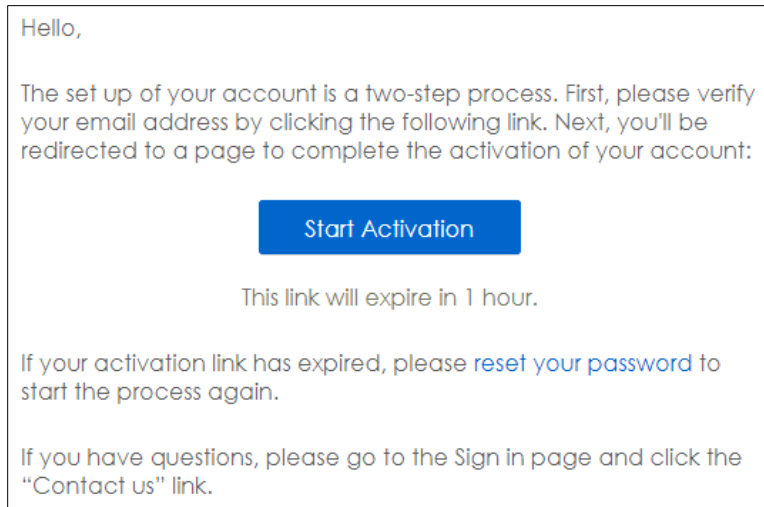 Hello,
The set up of your account is a two-step process. First, please verify
your email address by clicking the following link. Next, you'll be
redirected to a page to complete the activation of your account:
Start Activation
This link will expire in 1 hour.
If your activation link has expired, please reset your password to
start the process again.
If you have questions, please go to the Sign in page and click the
“Contact us” link.